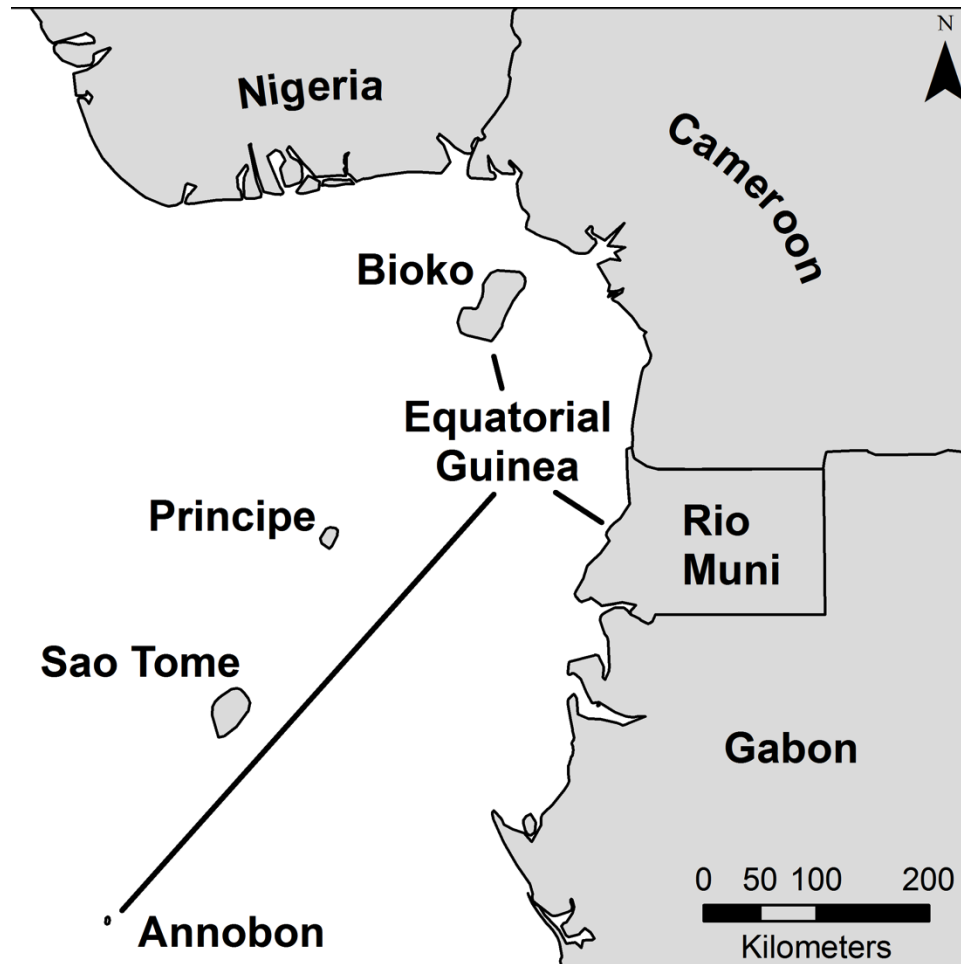 N
Nigeria
Cameroon
Bioko
Equatorial
Guinea
Principe
Rio
Muni
Sao Tome
Gabon
0 50 100 200
Annobon
Kilometers